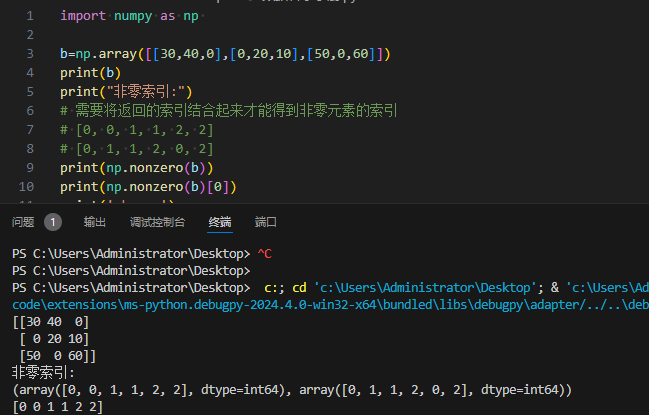 1 import numpy as np
2
3 b=np.array([[30,40,0],[0,20,10],[50,0,60]])
4 print(b)
5 print("非零索引:")
6 # 需要将返回的索引结合起来才能得到非零元素的索引
7 # [0, 0, 1, 1, 2, 2]
8 # [0, 1, 1, 2, 0, 2]
9 print(np.nonzero(b))
10 print(np.nonzero(b)[0])
问题 1 输出 调试控制台 终端 端口
PS C:\Users\Administrator\Desktop> ^C
PS C:\Users\Administrator\Desktop>
PS C:\Users\Administrator\Desktop>  c:; cd 'c:\Users\Administrator\Desktop'; & 'c:\Users\Ad
code\extensions\ms-python.debugpy-2024.4.0-win32-x64\bundled\libs\debugpy\adapter/../..\deb
[[30 40  0]
 [ 0 20 10]
 [50  0 60]]
非零索引:
(array([0, 0, 1, 1, 2, 2], dtype=int64), array([0, 1, 1, 2, 0, 2], dtype=int64))
[0 0 1 1 2 2]